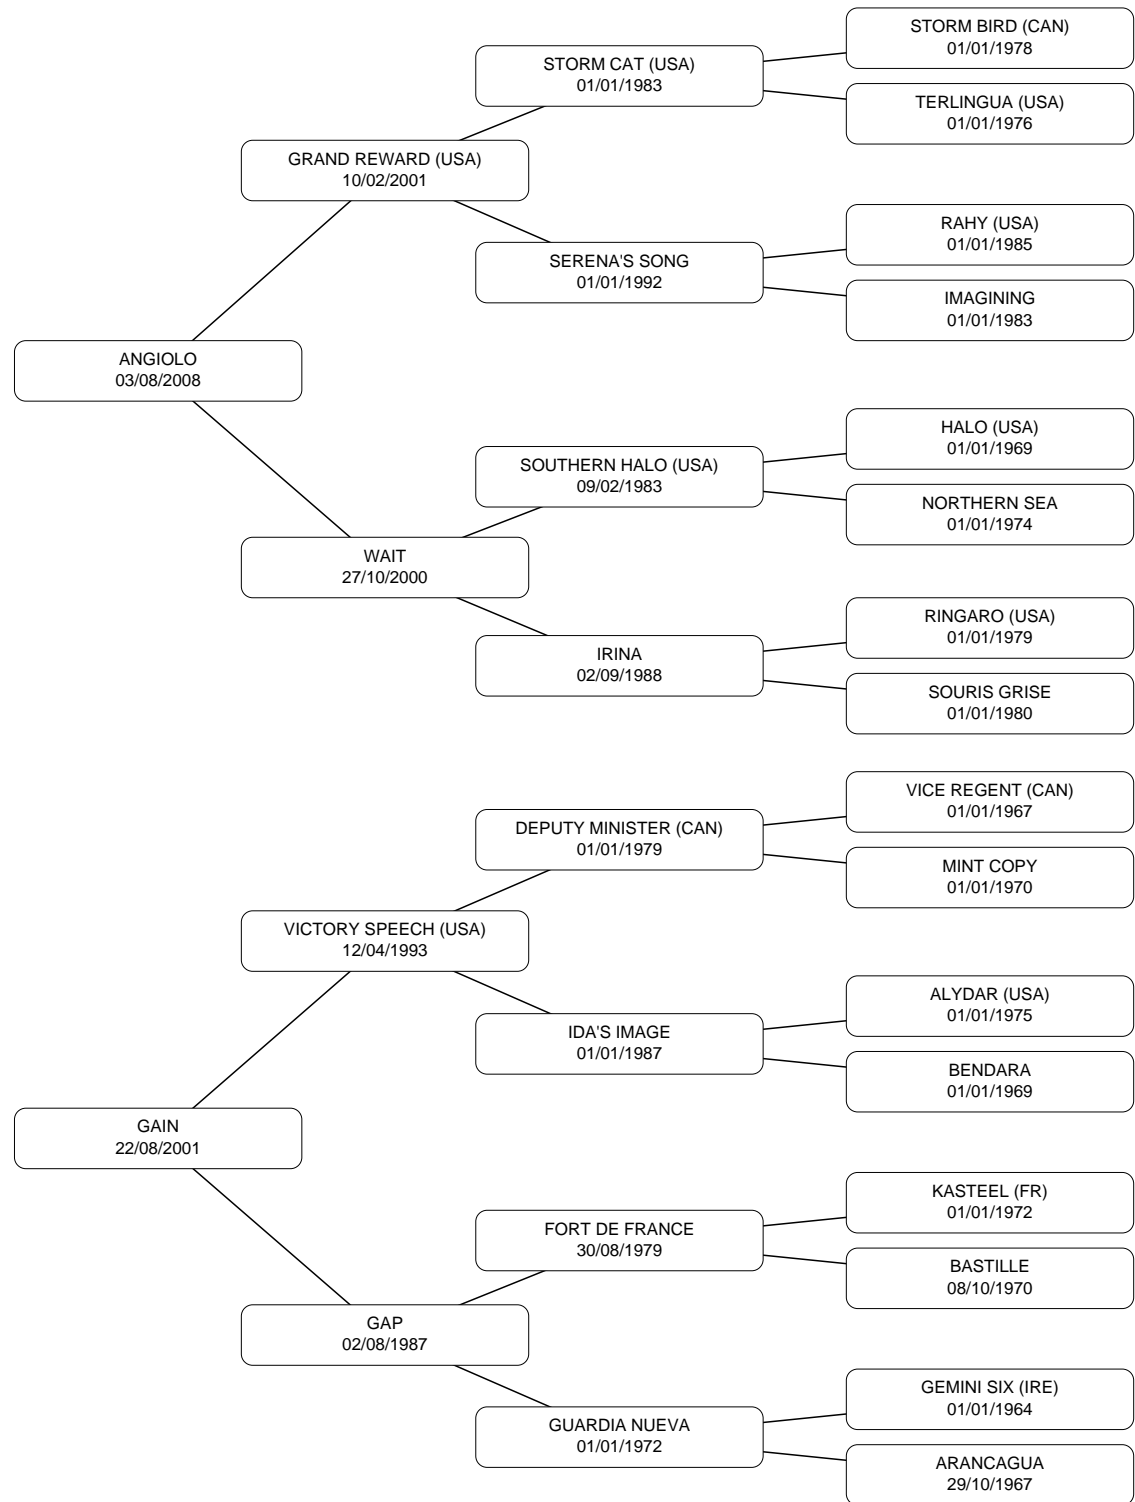 STORM BIRD (CAN)
01/01/1978
STORM CAT (USA)
01/01/1983
TERLINGUA (USA)
01/01/1976
GRAND REWARD (USA)
10/02/2001
RAHY (USA)
01/01/1985
SERENA'S SONG
01/01/1992
IMAGINING
01/01/1983
ANGIOLO
03/08/2008
HALO (USA)
01/01/1969
SOUTHERN HALO (USA)
09/02/1983
NORTHERN SEA
01/01/1974
WAIT
27/10/2000
RINGARO (USA)
01/01/1979
IRINA
02/09/1988
SOURIS GRISE
01/01/1980
VICE REGENT (CAN)
01/01/1967
DEPUTY MINISTER (CAN)
01/01/1979
MINT COPY
01/01/1970
VICTORY SPEECH (USA)
12/04/1993
ALYDAR (USA)
01/01/1975
IDA'S IMAGE
01/01/1987
BENDARA
01/01/1969
GAIN
22/08/2001
KASTEEL (FR)
01/01/1972
FORT DE FRANCE
30/08/1979
BASTILLE
08/10/1970
GAP
02/08/1987
GEMINI SIX (IRE)
01/01/1964
GUARDIA NUEVA
01/01/1972
ARANCAGUA
29/10/1967